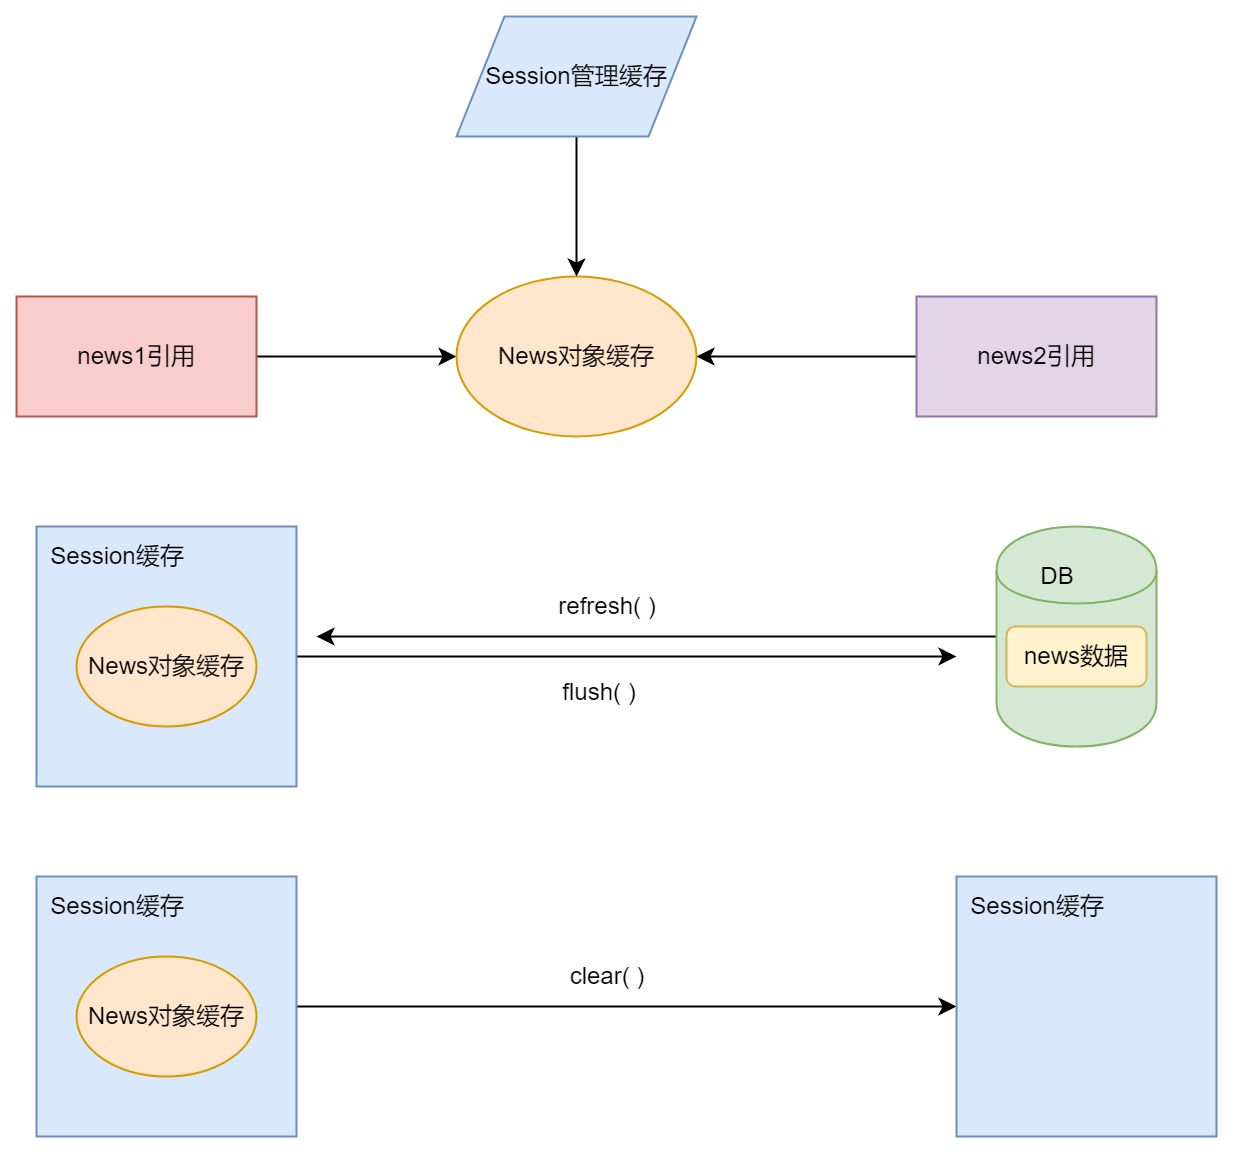 Session管理缓存
news1引用
News对象缓存
news2引用
Session缓存
News对象缓存
refresh( )
flush( )
DB
news数据
Session缓存
News对象缓存
clear( )
Session缓存